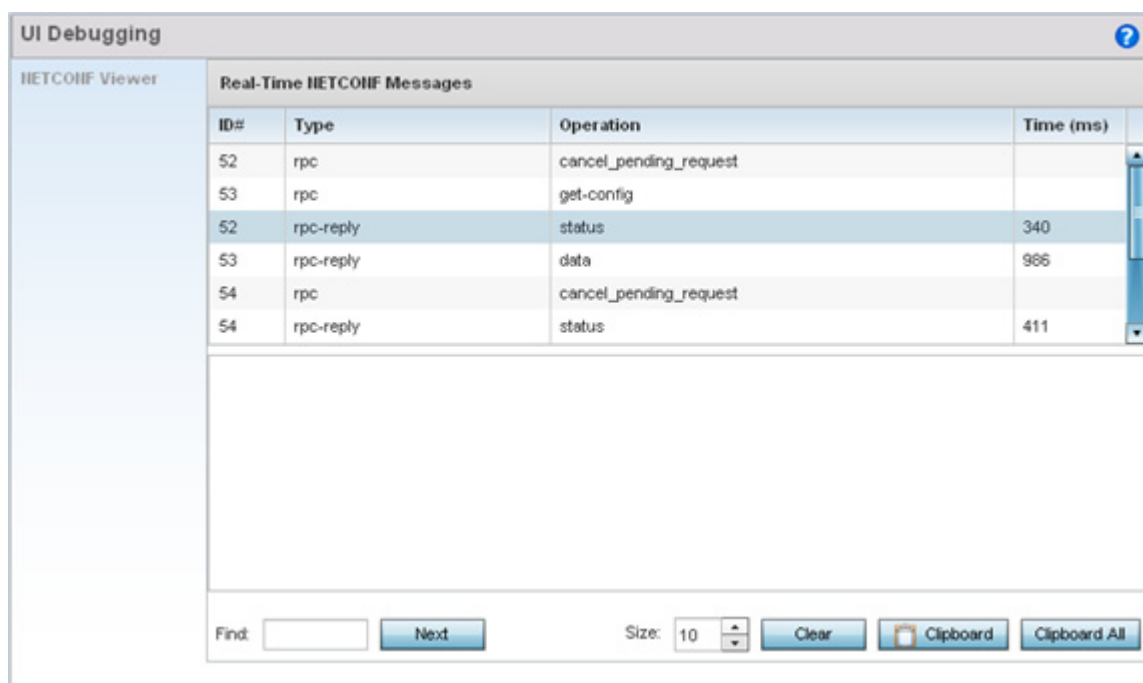 UI Debugging ?
NETCONF Viewer
Real-Time NETCONF Messages
ID# Type Operation Time (ms)
52 rpc cancel_pending_request
53 rpc get-config
52 rpc-reply status 340
53 rpc-reply data 986
54 rpc cancel_pending_request
54 rpc-reply status 411
Find: Next Size: 10 Clear Clipboard Clipboard All